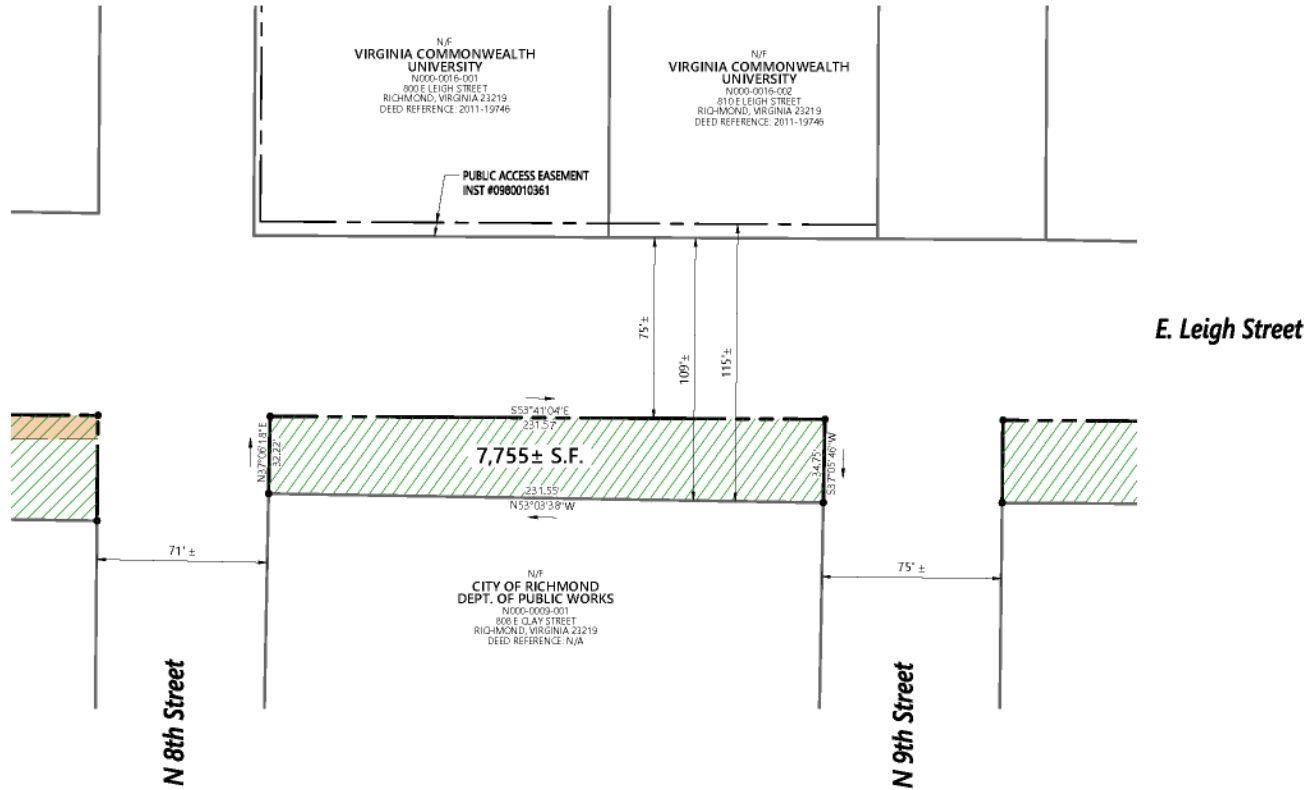 N/F
VIRGINIA COMMONWEALTH
UNIVERSITY
N000-0016-001
800 E LEIGH STREET
RICHMOND, VIRGINIA 23219
DEED REFERENCE: 2011-19746
N/F
VIRGINIA COMMONWEALTH
UNIVERSITY
N000-0016-002
810 E LEIGH STREET
RICHMOND, VIRGINIA 23219
DEED REFERENCE: 2011-19746
PUBLIC ACCESS EASEMENT
INST #0980010361
75'±
109'±
115'±
E. Leigh Street
S53°41'04"E
231.57'
N37°06'18"E
32.22'
7,755± S.F.
34.75'
S37°05'46"W
231.55'
N53°03'38"W
71' ±
75' ±
N/F
CITY OF RICHMOND
DEPT. OF PUBLIC WORKS
N000-0009-001
808 E CLAY STREET
RICHMOND, VIRGINIA 23219
DEED REFERENCE: N/A
N 8th Street
N 9th Street